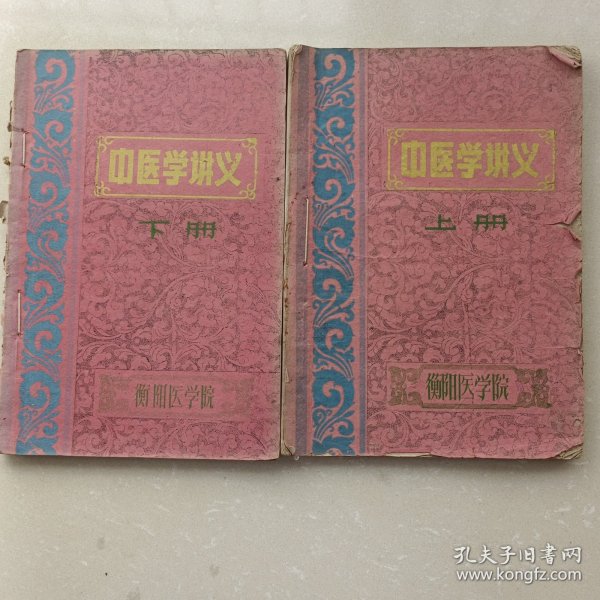 中医学讲义
下册
衡阳医学院
中医学讲义
上册
衡阳医学院
孔夫子旧书网
www.kongfz.com